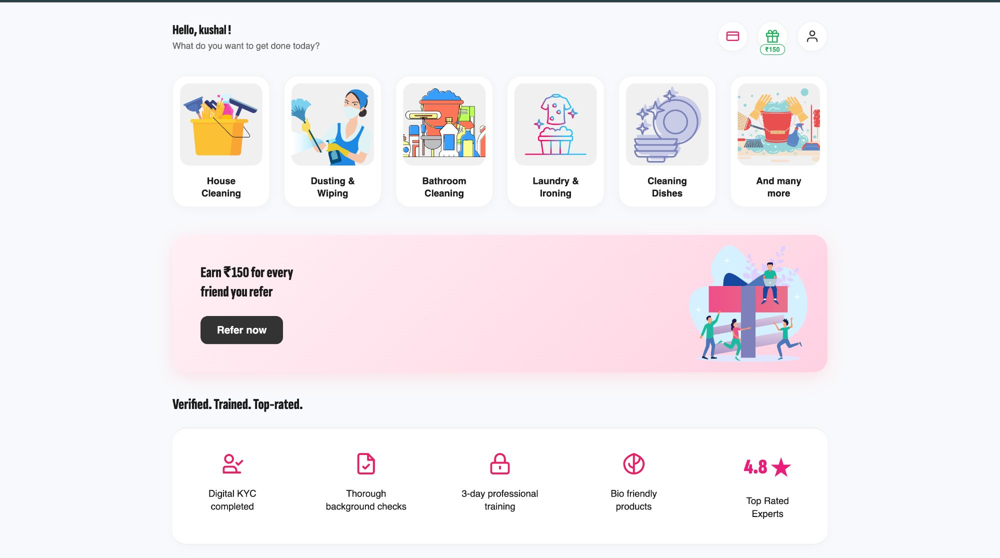 Hello, kushal !
What do you want to get done today?
₹150
House
Cleaning
Dusting &
Wiping
Bathroom
Cleaning
Laundry &
Ironing
Cleaning
Dishes
And many
more
Earn ₹150 for every
friend you refer
Refer now
Verified. Trained. Top-rated.
Digital KYC
completed
Thorough
background checks
3-day professional
training
Bio friendly
products
4.8 ★
Top Rated
Experts